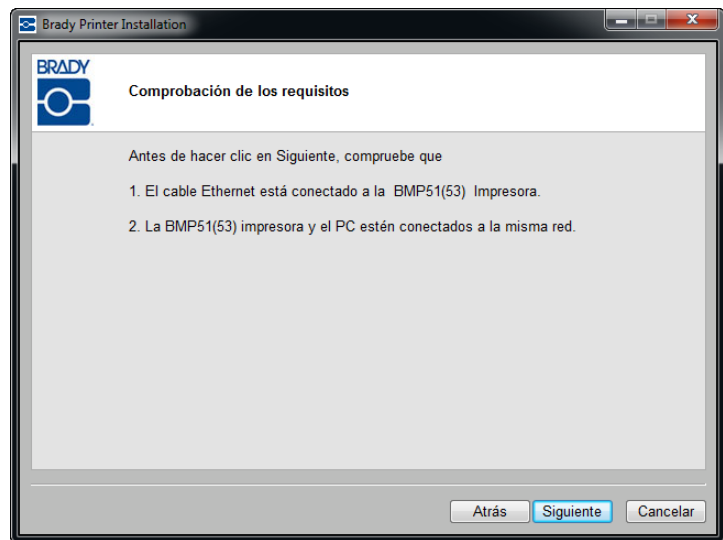 Brady Printer Installation
BRADY
Comprobación de los requisitos
Antes de hacer clic en Siguiente, compruebe que
1. El cable Ethernet está conectado a la  BMP51(53)  Impresora.
2. La BMP51(53) impresora y el PC estén conectados a la misma red.
Atrás Siguiente Cancelar